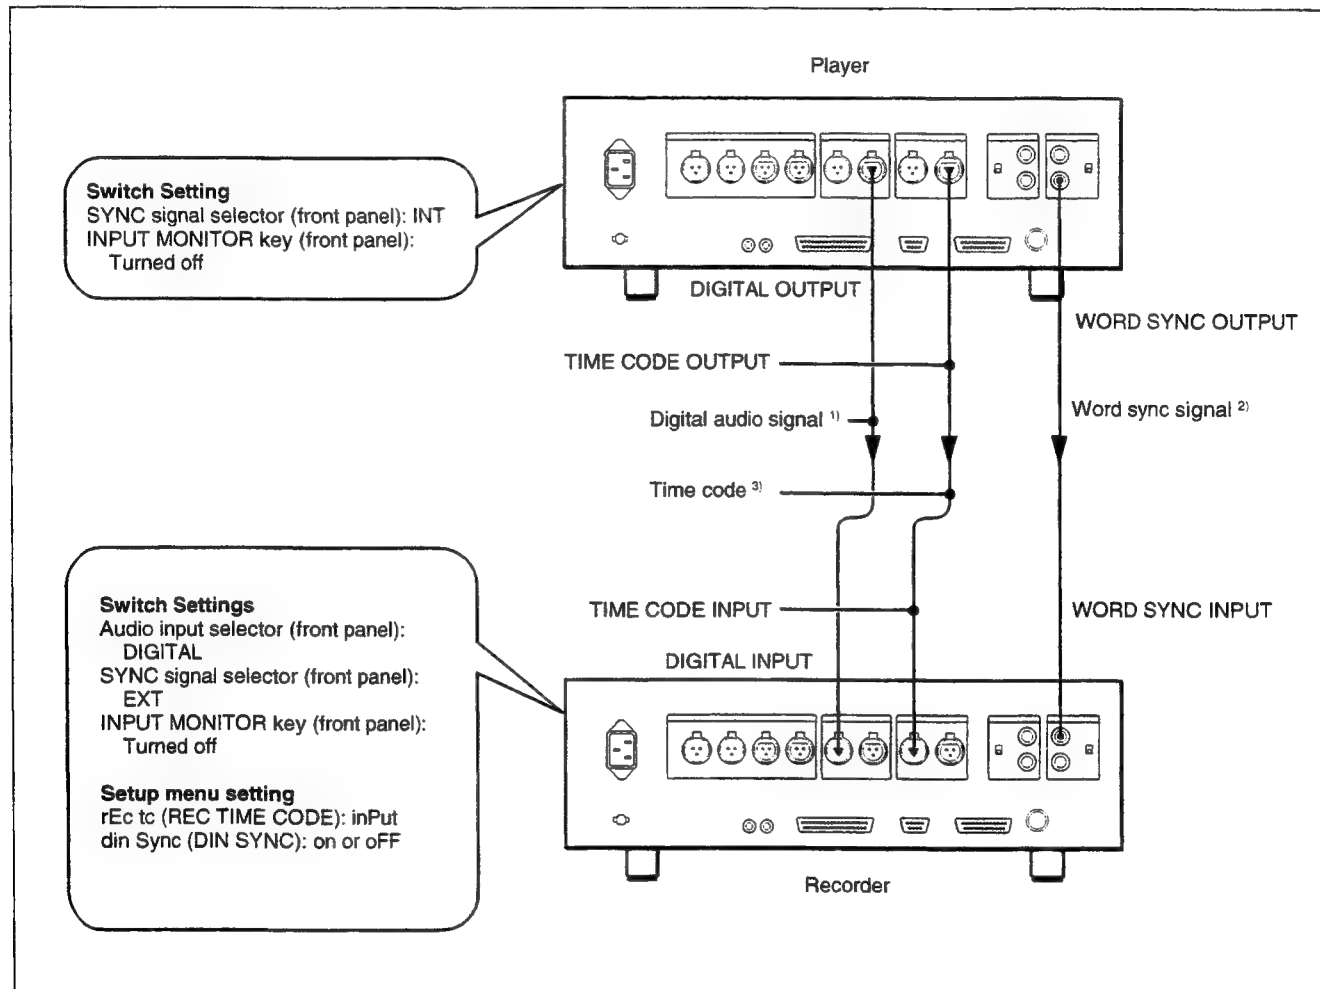 Player
Switch Setting
SYNC signal selector (front panel): INT
INPUT MONITOR key (front panel):
Turned off
DIGITAL OUTPUT
WORD SYNC OUTPUT
TIME CODE OUTPUT
Digital audio signal 1)
Word sync signal 2)
Time code 3)
Switch Settings
Audio input selector (front panel):
DIGITAL
SYNC signal selector (front panel):
EXT
INPUT MONITOR key (front panel):
Turned off
Setup menu setting
rEc tc (REC TIME CODE): inPut
din Sync (DIN SYNC): on or oFF
TIME CODE INPUT
WORD SYNC INPUT
DIGITAL INPUT
Recorder